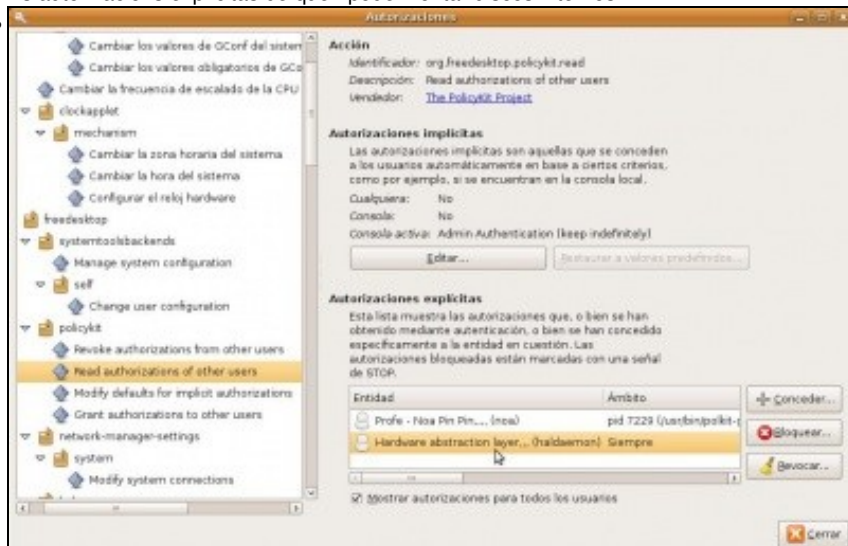 Autorizaciones
Cambiar los valores de GConf del sistem
Cambiar los valores obligatorios de GCo
Cambiar la frecuencia de escalado de la CPU
clockapplet
mechanism
Cambiar la zona horaria del sistema
Cambiar la hora del sistema
Configurar el reloj hardware
freedesktop
systemtoolsbackends
Manage system configuration
self
Change user configuration
policykit
Revoke authorizations from other users
Read authorizations of other users
Modify defaults for implicit authorizations
Grant authorizations to other users
network-manager-settings
system
Modify system connections
Acción
Identificador: org.freedesktop.policykit.read
Descripción: Read authorizations of other users
Vendedor: The PolicyKit Project
Autorizaciones implícitas
Las autorizaciones implícitas son aquellas que se conceden
a los usuarios automáticamente en base a ciertos criterios,
como por ejemplo, si se encuentran en la consola local.
Cualquiera: No
Consola: No
Consola activa: Admin Authentication (keep indefinitely)
Editar...
Restaurar a valores predefinidos...
Autorizaciones explícitas
Esta lista muestra las autorizaciones que, o bien se han
obtenido mediante autenticación, o bien se han concedido
específicamente a la entidad en cuestión. Las
autorizaciones bloqueadas están marcadas con una señal
de STOP.
Entidad Ámbito
Profe - Noa Pin Pin,,, (noa) pid 7229 (/usr/bin/polkit-g
Hardware abstraction layer,,, (haldaemon) Siempre
Conceder...
Bloquear...
Revocar...
Mostrar autorizaciones para todos los usuarios
Cerrar